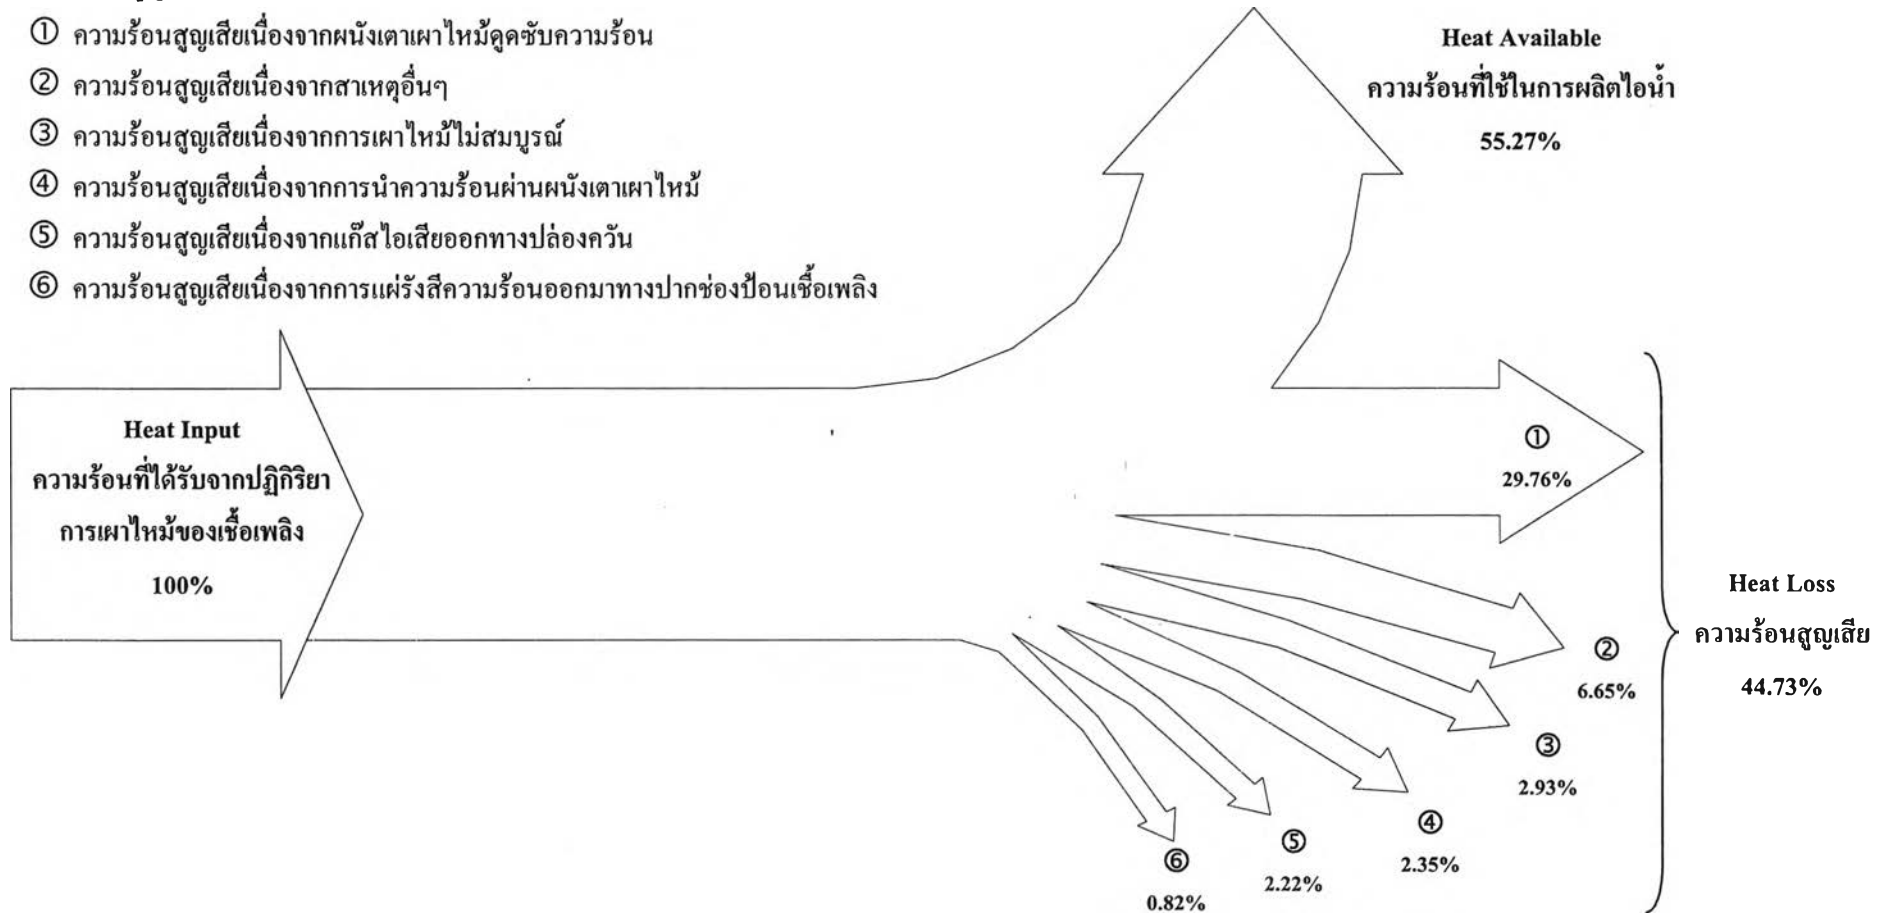 ① ความร้อนสูญเสียเนื่องจากผนังเตาเผาไหม้ดูดซับความร้อน
② ความร้อนสูญเสียเนื่องจากสาเหตุอื่นๆ
③ ความร้อนสูญเสียเนื่องจากการเผาไหม้ไม่สมบูรณ์
④ ความร้อนสูญเสียเนื่องจากการนำความร้อนผ่านผนังเตาเผาไหม้
⑤ ความร้อนสูญเสียเนื่องจากแก๊สไอเสียออกทางปล่องควัน
⑥ ความร้อนสูญเสียเนื่องจากการแผ่รังสีความร้อนออกมาทางปากช่องป้อนเชื้อเพลิง
Heat Available
ความร้อนที่ใช้ในการผลิตไอน้ำ
55.27%
Heat Input
ความร้อนที่ได้รับจากปฏิกิริยา
การเผาไหม้ของเชื้อเพลิง
100%
①
29.76%
②
6.65%
③
2.93%
④
2.35%
⑤
2.22%
⑥
0.82%
Heat Loss
ความร้อนสูญเสีย
44.73%